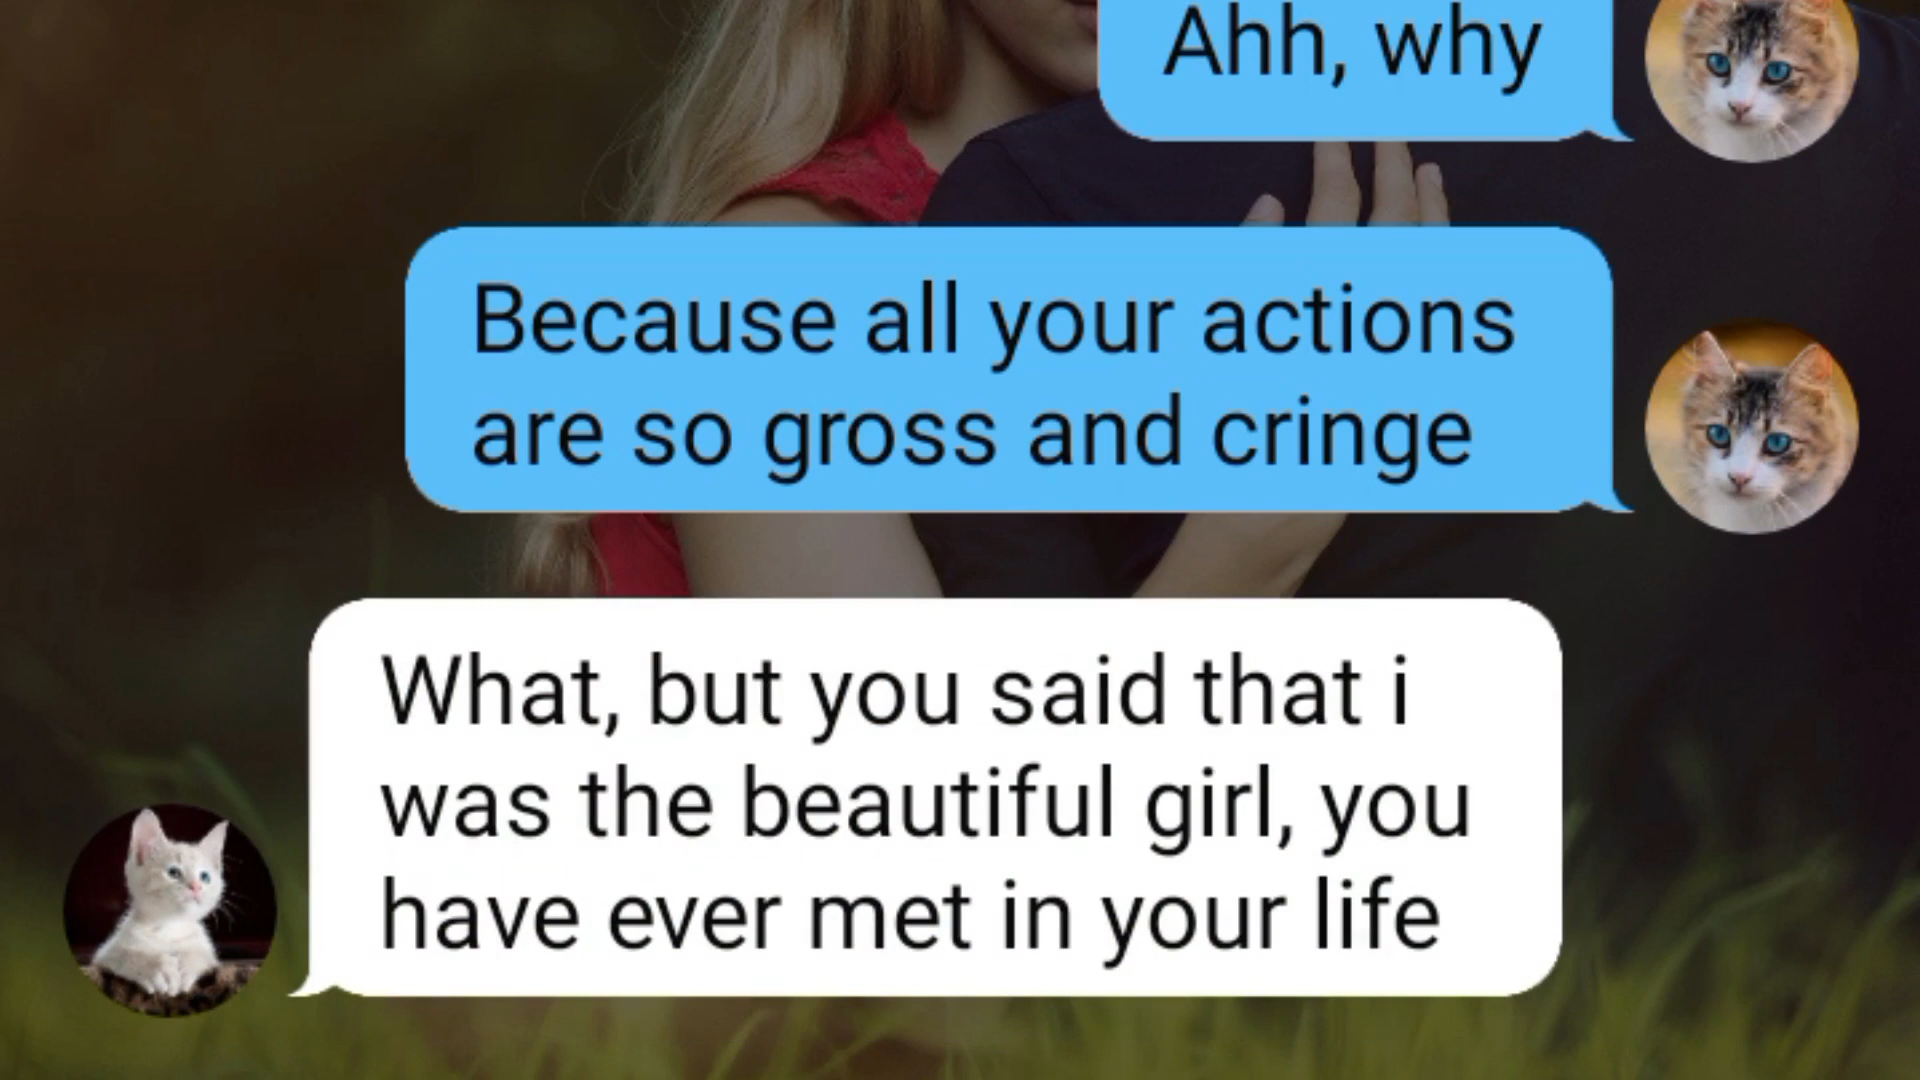 Ahh, why
Because all your actions
are so gross and cringe
What, but you said that i
was the beautiful girl, you
have ever met in your life